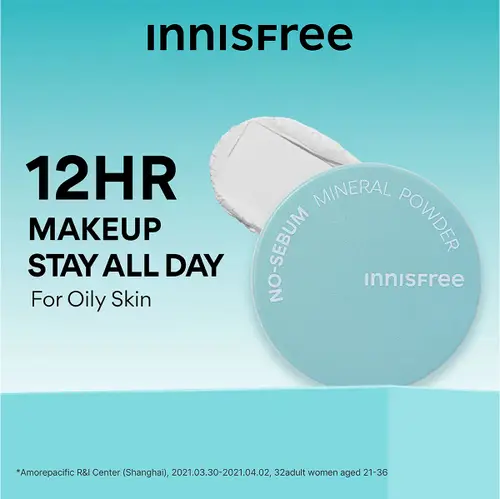 innisfree
12HR
MAKEUP
STAY ALL DAY
For Oily Skin
NO-SEBUM MINERAL POWDER
innisfree
*Amorepacific R&I Center (Shanghai), 2021.03.30-2021.04.02, 32adult women aged 21-36